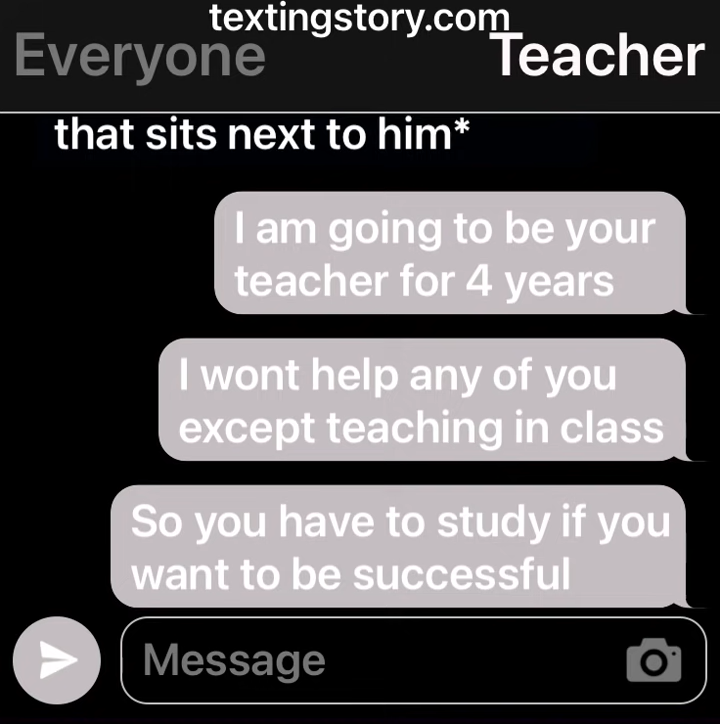 textingstory.com
Everyone Teacher
that sits next to him*
I am going to be your
teacher for 4 years
I wont help any of you
except teaching in class
So you have to study if you
want to be successful
Message